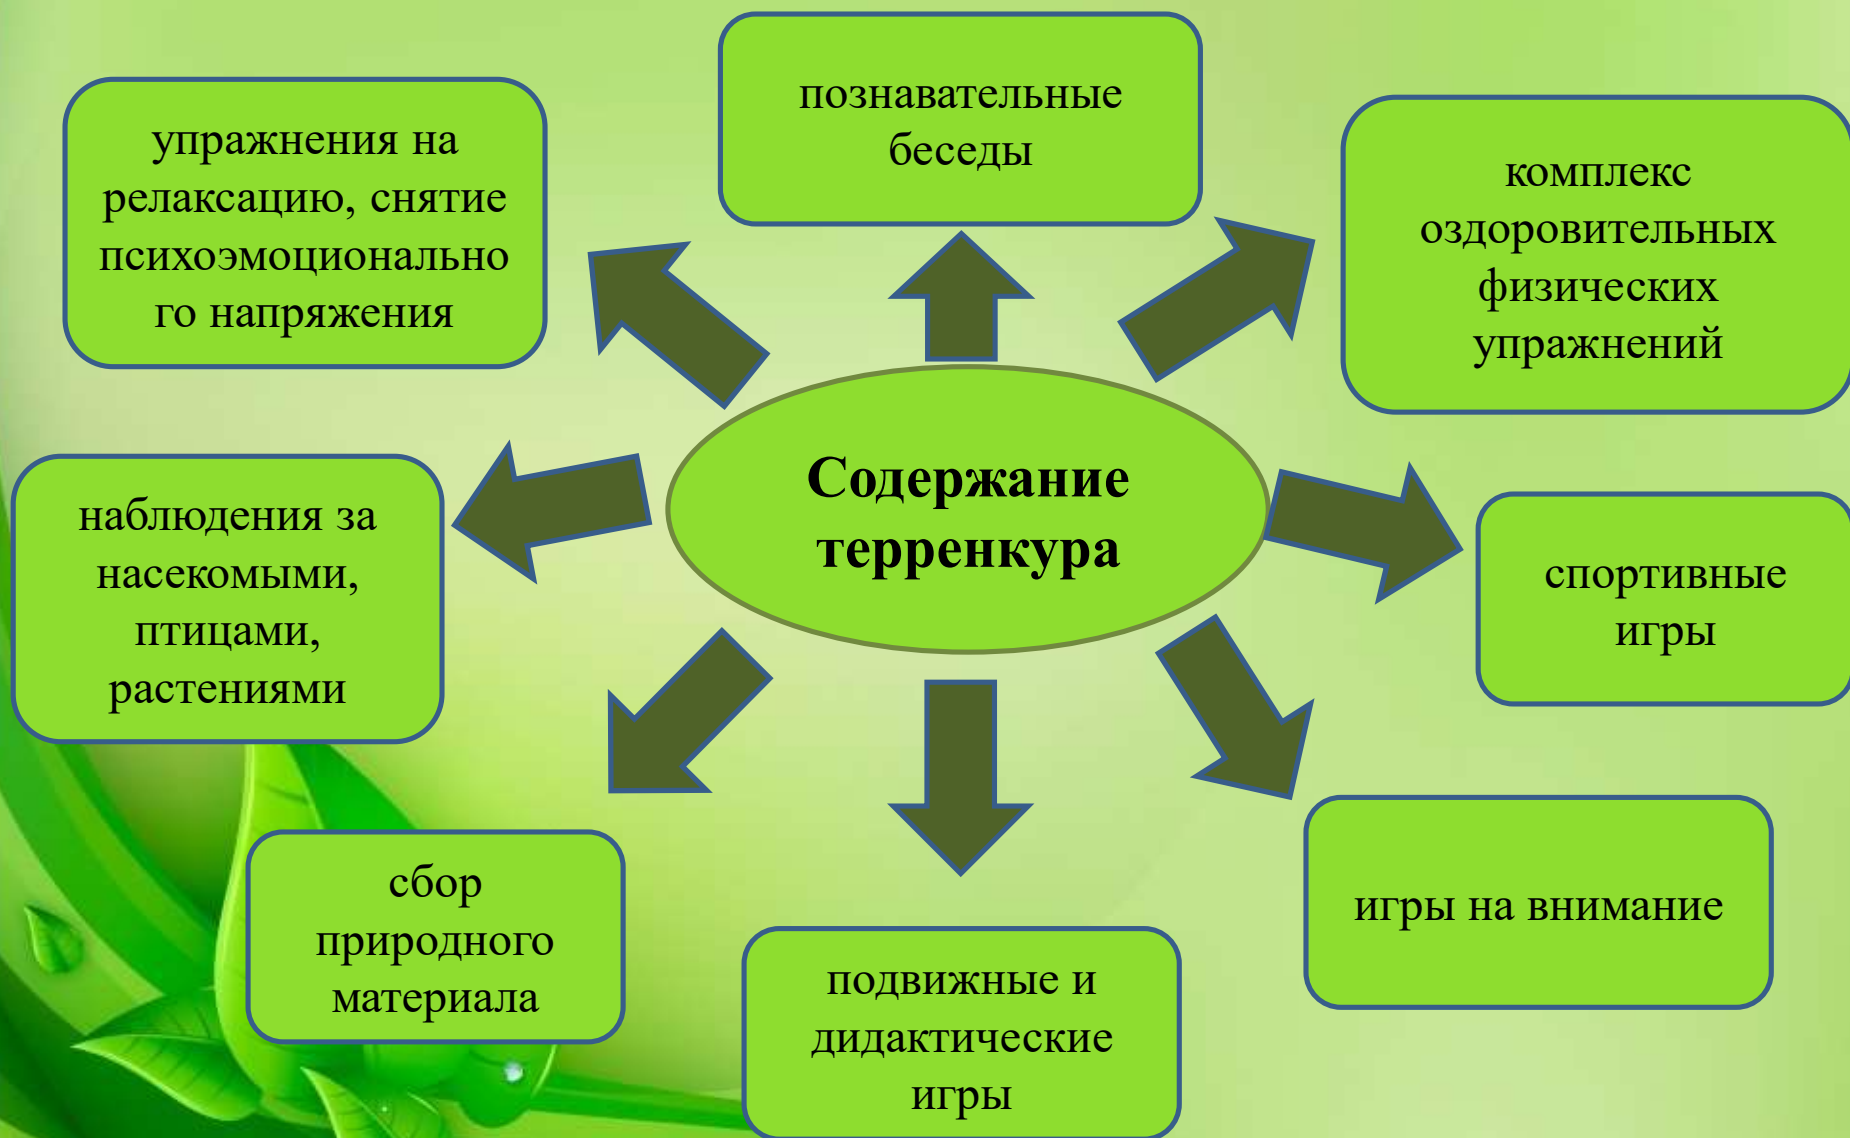 познавательные
беседы
упражнения на
релаксацию, снятие
психоэмоционально
го напряжения
комплекс
оздоровительных
физических
упражнений
Содержание
терренкура
наблюдения за
насекомыми,
птицами,
растениями
спортивные
игры
сбор
природного
материала
игры на внимание
подвижные и
дидактические
игры